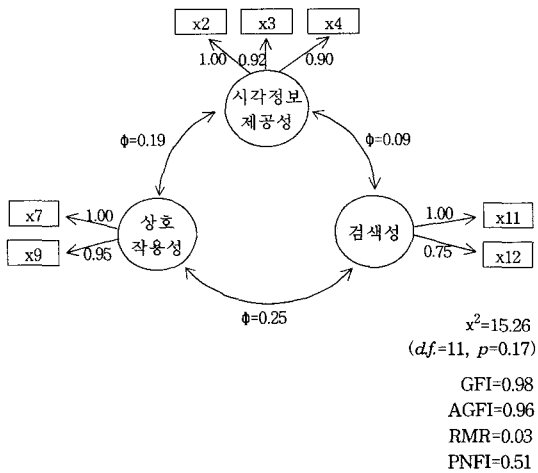 x2 x3 x4
1.00 0.92 0.90
시각정보
제공성
ϕ=0.19
ϕ=0.09
x7 1.00
상호
작용성
x9 0.95
검색성
1.00 x11
0.75 x12
ϕ=0.25
x²=15.26
(df.=11, p=0.17)
GFI=0.98
AGFI=0.96
RMR=0.03
PNFI=0.51